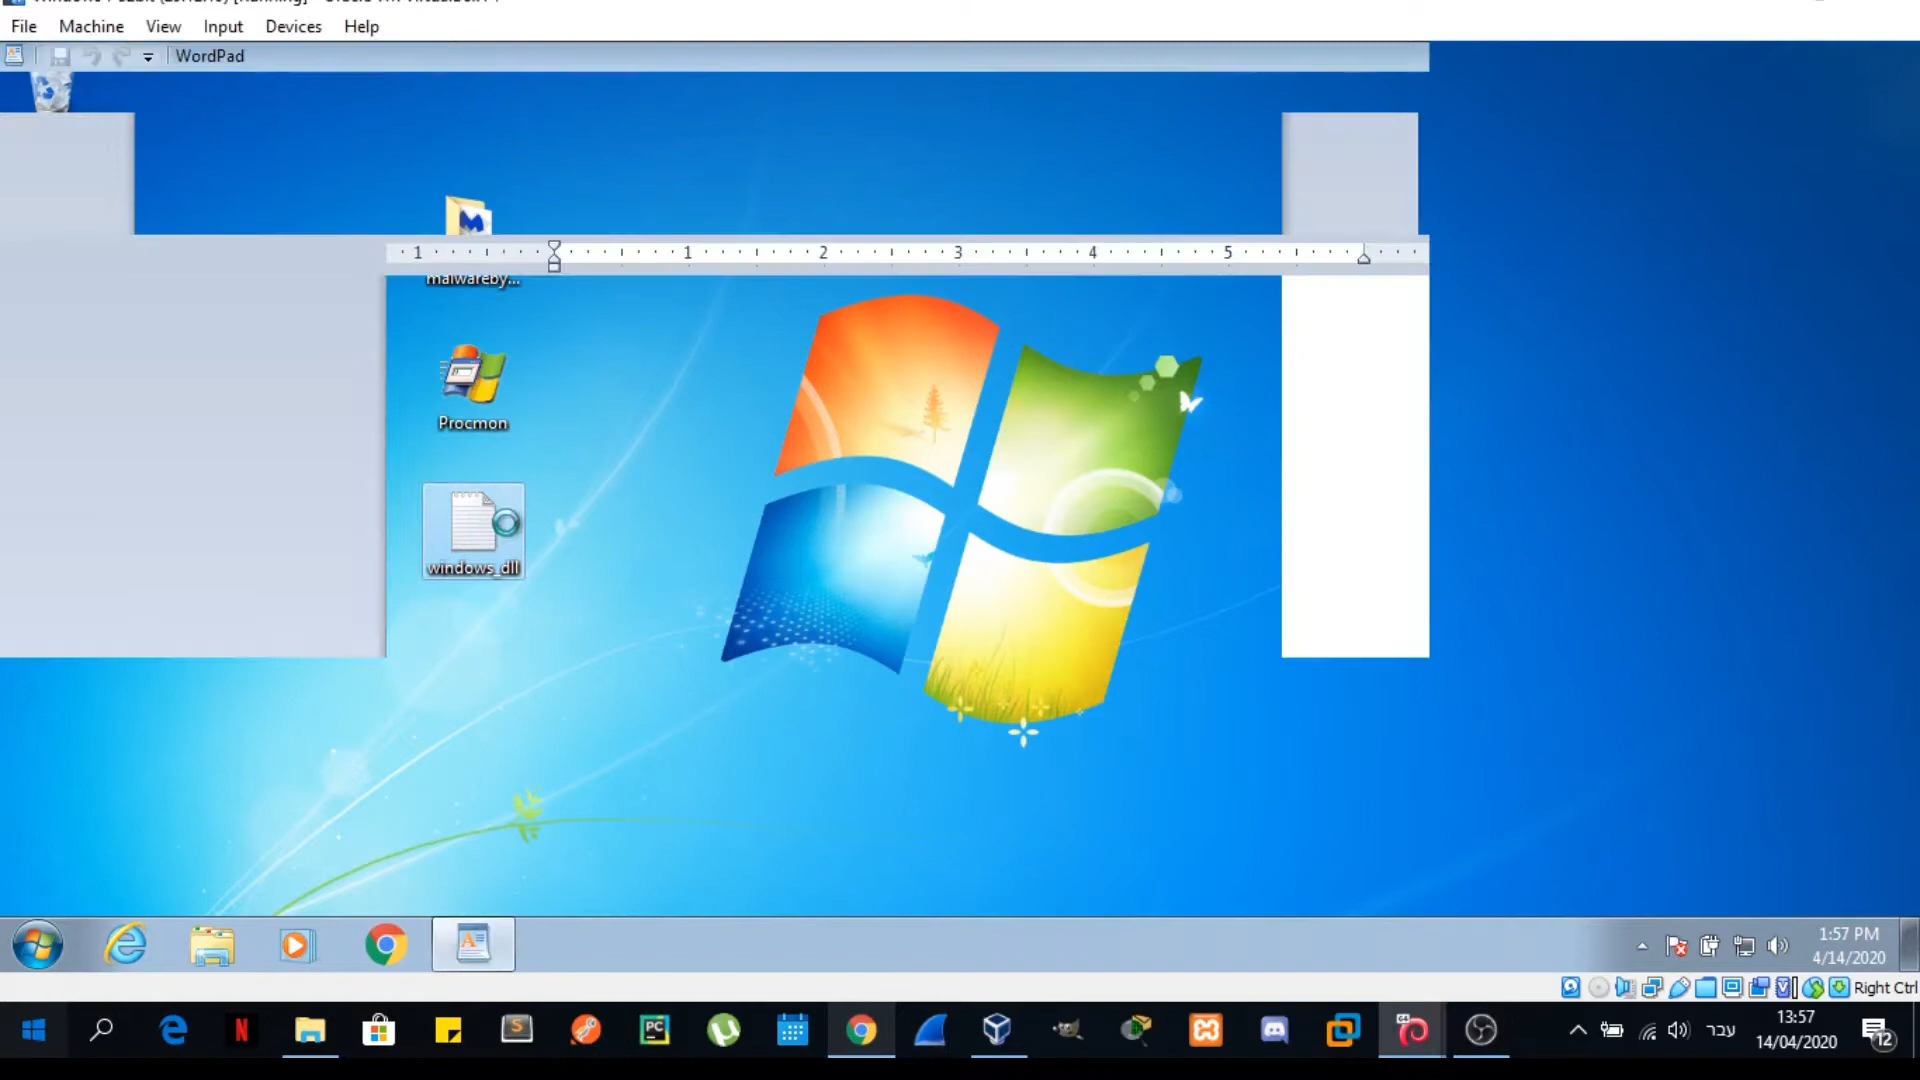 File Machine View Input Devices Help
WordPad
1 1 2 3 4 5
malwareby...
Procmon
windows_dll
1:57 PM
4/14/2020
Right Ctrl
עבר
13:57
14/04/2020
12